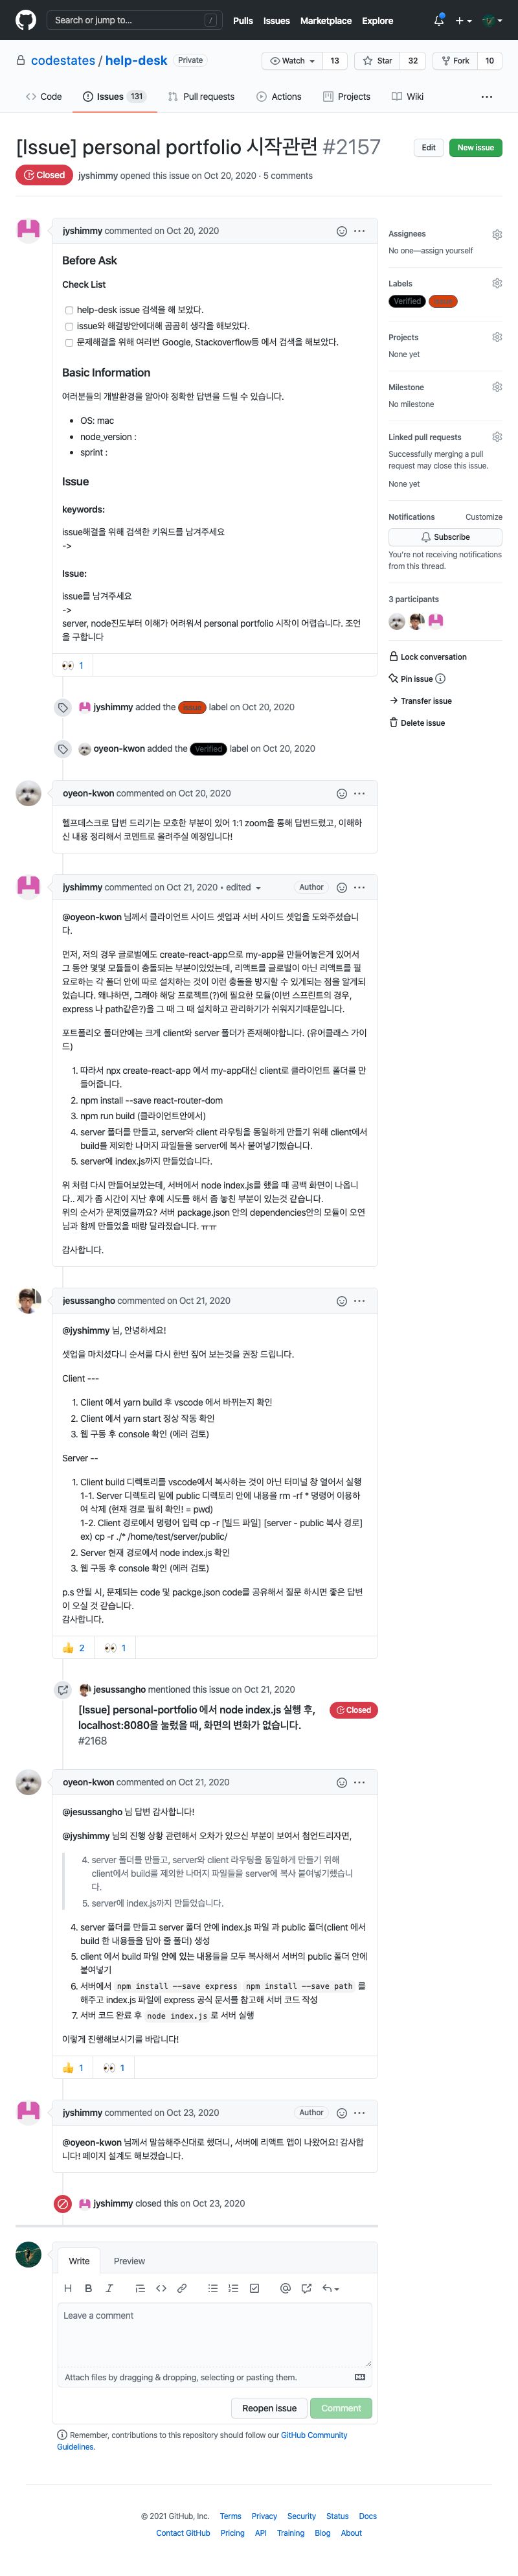 Search or jump to...
/
Pulls Issues Marketplace Explore
codestates / help-desk Private
Watch 13 Star 32 Fork 10
Code Issues 131 Pull requests Actions Projects Wiki
[Issue] personal portfolio 시작관련 #2157
Edit New issue
Closed jyshimmy opened this issue on Oct 20, 2020 · 5 comments
jyshimmy commented on Oct 20, 2020
Before Ask
Check List
help-desk issue 검색을 해 보았다.
issue와 해결방안에대해 곰곰히 생각을 해보았다.
문제해결을 위해 여러번 Google, Stackoverflow등 에서 검색을 해보았다.
Basic Information
여러분들의 개발환경을 알아야 정확한 답변을 드릴 수 있습니다.
• OS: mac
• node_version :
• sprint :
Issue
keywords:
issue해결을 위해 검색한 키워드를 남겨주세요
->
Issue:
issue를 남겨주세요
->
server, node진도부터 이해가 어려워서 personal portfolio 시작이 어렵습니다. 조언
을 구합니다
1
Assignees
No one—assign yourself
Labels
Verified Issue
Projects
None yet
Milestone
No milestone
Linked pull requests
Successfully merging a pull
request may close this issue.
None yet
Notifications Customize
Subscribe
You're not receiving notifications
from this thread.
3 participants
Lock conversation
Pin issue
Transfer issue
Delete issue
jyshimmy added the Issue label on Oct 20, 2020
oyeon-kwon added the Verified label on Oct 20, 2020
oyeon-kwon commented on Oct 20, 2020
헬프데스크로 답변 드리기는 모호한 부분이 있어 1:1 zoom을 통해 답변드렸고, 이해하
신 내용 정리해서 코멘트로 올려주실 예정입니다!
jyshimmy commented on Oct 21, 2020 • edited Author
@oyeon-kwon 님께서 클라이언트 사이드 셋업과 서버 사이드 셋업을 도와주셨습니
다.
먼저, 저의 경우 글로벌에도 create-react-app으로 my-app을 만들어놓은게 있어서
그 동안 몇몇 모듈들이 충돌되는 부분이있었는데, 리액트를 글로벌이 아닌 리액트를 필
요로하는 각 폴더 안에 따로 설치하는 것이 이런 충돌을 방지할 수 있게되는 점을 알게되
었습니다. 왜냐하면, 그래야 해당 프로젝트(?)에 필요한 모듈(이번 스프린트의 경우,
express 나 path같은?)을 그 때 그 때 설치하고 관리하기가 쉬워지기때문입니다.
포트폴리오 폴더안에는 크게 client와 server 폴더가 존재해야합니다. (유어클래스 가이
드)
1. 따라서 npx create-react-app 에서 my-app대신 client로 클라이언트 폴더를 만
들어줍니다.
2. npm install --save react-router-dom
3. npm run build (클라이언트안에서)
4. server 폴더를 만들고, server와 client 라우팅을 동일하게 만들기 위해 client에서
build를 제외한 나머지 파일들을 server에 복사 붙여넣기했습니다.
5. server에 index.js까지 만들었습니다.
위 처럼 다시 만들어보았는데, 서버에서 node index.js를 했을 때 공백 화면이 나옵니
다.. 제가 좀 시간이 지난 후에 시도를 해서 좀 놓친 부분이 있는것 같습니다.
위의 순서가 문제였을까요? 서버 package.json 안의 dependencies안의 모듈이 오연
님과 함께 만들었을 때랑 달라졌습니다. ㅠㅠ
감사합니다.
jesussangho commented on Oct 21, 2020
@jyshimmy 님, 안녕하세요!
셋업을 마치셨다니 순서를 다시 한번 짚어 보는것을 권장 드립니다.
Client ---
1. Client 에서 yarn build 후 vscode 에서 바뀌는지 확인
2. Client 에서 yarn start 정상 작동 확인
3. 웹 구동 후 console 확인 (에러 검토)
Server --
1. Client build 디렉토리를 vscode에서 복사하는 것이 아닌 터미널 창 열어서 실행
1-1. Server 디렉토리 밑에 public 디렉토리 안에 내용을 rm -rf * 명령어 이용하
여 삭제 (현재 경로 필히 확인! = pwd)
1-2. Client 경로에서 명령어 입력 cp -r [빌드 파일] [server - public 복사 경로]
ex) cp -r ./* /home/test/server/public/
2. Server 현재 경로에서 node index.js 확인
3. 웹 구동 후 console 확인 (에러 검토)
p.s 안될 시, 문제되는 code 및 packge.json code를 공유해서 질문 하시면 좋은 답변
이 오실 것 같습니다.
감사합니다.
2 1
jesussangho mentioned this issue on Oct 21, 2020
[Issue] personal-portfolio 에서 node index.js 실행 후, Closed
localhost:8080을 눌렀을 때, 화면의 변화가 없습니다.
#2168
oyeon-kwon commented on Oct 21, 2020
@jesussangho 님 답변 감사합니다!
@jyshimmy 님의 진행 상황 관련해서 오차가 있으신 부분이 보여서 첨언드리자면,
4. server 폴더를 만들고, server와 client 라우팅을 동일하게 만들기 위해
client에서 build를 제외한 나머지 파일들을 server에 복사 붙여넣기했습니
다.
5. server에 index.js까지 만들었습니다.
4. server 폴더를 만들고 server 폴더 안에 index.js 파일 과 public 폴더(client 에서
build 한 내용들을 담아 줄 폴더) 생성
5. client 에서 build 파일 안에 있는 내용들을 모두 복사해서 서버의 public 폴더 안에
붙여넣기
6. 서버에서 npm install --save express npm install --save path 를
해주고 index.js 파일에 express 공식 문서를 참고해 서버 코드 작성
7. 서버 코드 완료 후 node index.js 로 서버 실행
이렇게 진행해보시기를 바랍니다!
1 1
jyshimmy commented on Oct 23, 2020 Author
@oyeon-kwon 님께서 말씀해주신대로 했더니, 서버에 리액트 앱이 나왔어요! 감사합
니다! 페이지 설계도 해보겠습니다.
jyshimmy closed this on Oct 23, 2020
Write Preview
Leave a comment
Attach files by dragging & dropping, selecting or pasting them.
Reopen issue Comment
Remember, contributions to this repository should follow our GitHub Community
Guidelines.
© 2021 GitHub, Inc. Terms Privacy Security Status Docs
Contact GitHub Pricing API Training Blog About